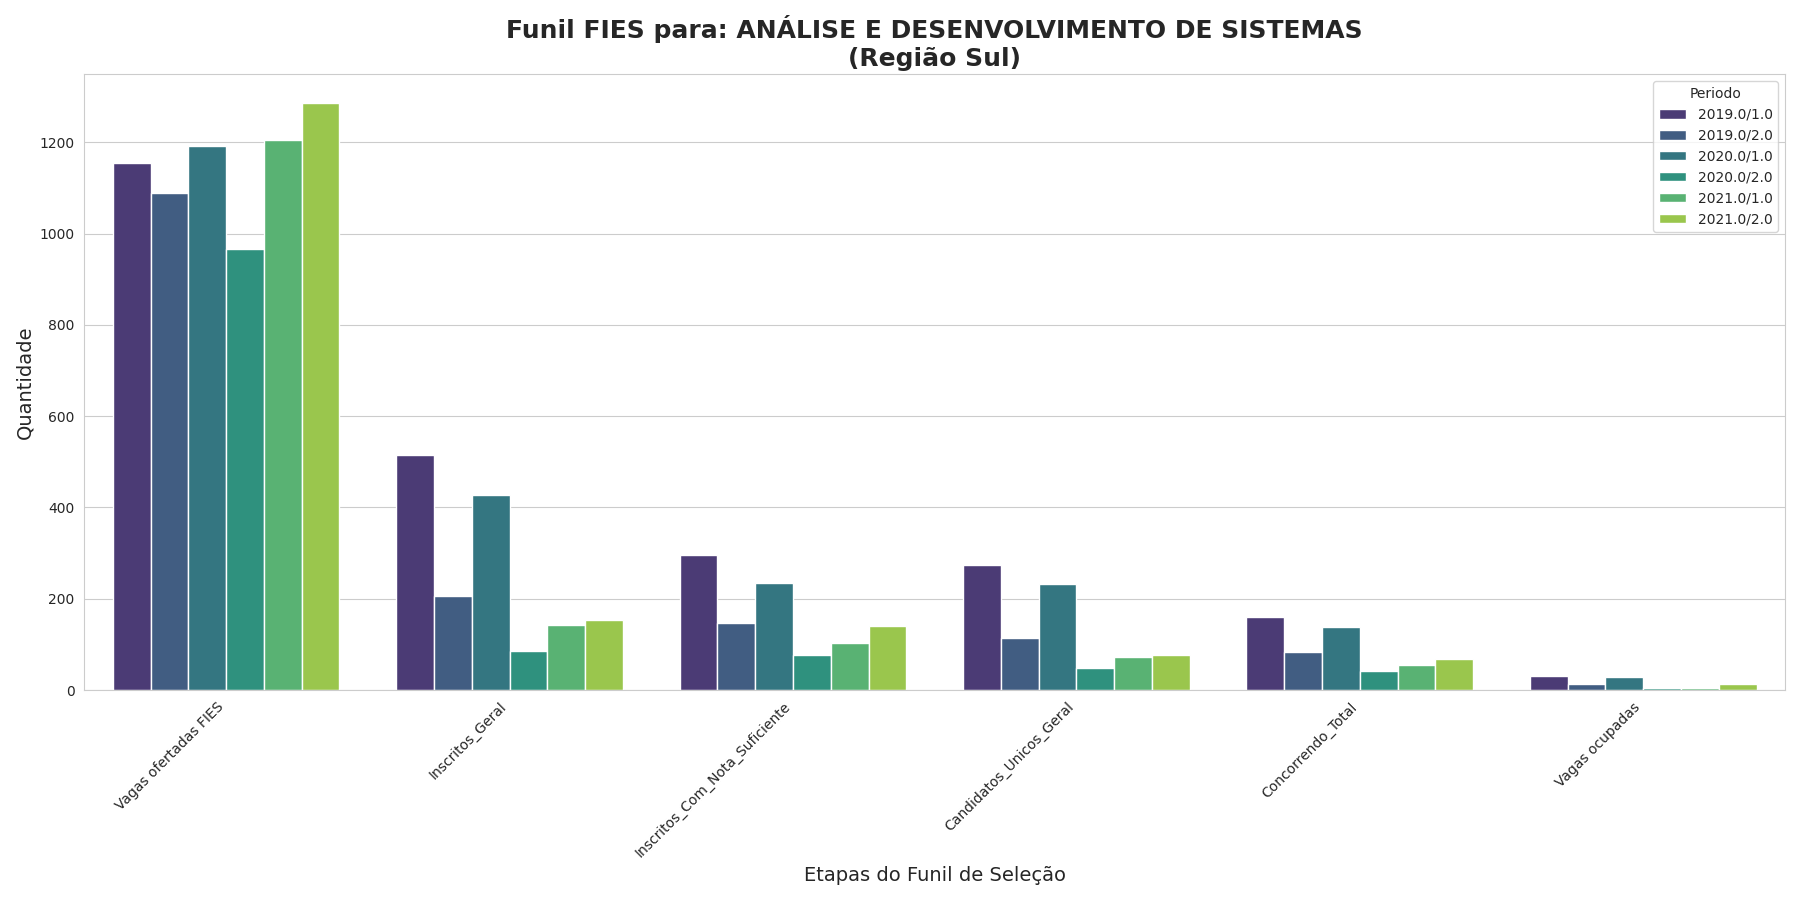 Funil FIES para: ANÁLISE E DESENVOLVIMENTO DE SISTEMAS
(Região Sul)
Periodo
2019.0/1.0
2019.0/2.0
2020.0/1.0
2020.0/2.0
2021.0/1.0
2021.0/2.0
Quantidade
1200
1000
800
600
400
200
0
Vagas ofertadas FIES
Inscritos_Geral
Inscritos_Com_Nota_Suficiente
Candidatos_Unicos_Geral
Concorrendo_Total
Vagas ocupadas
Etapas do Funil de Seleção